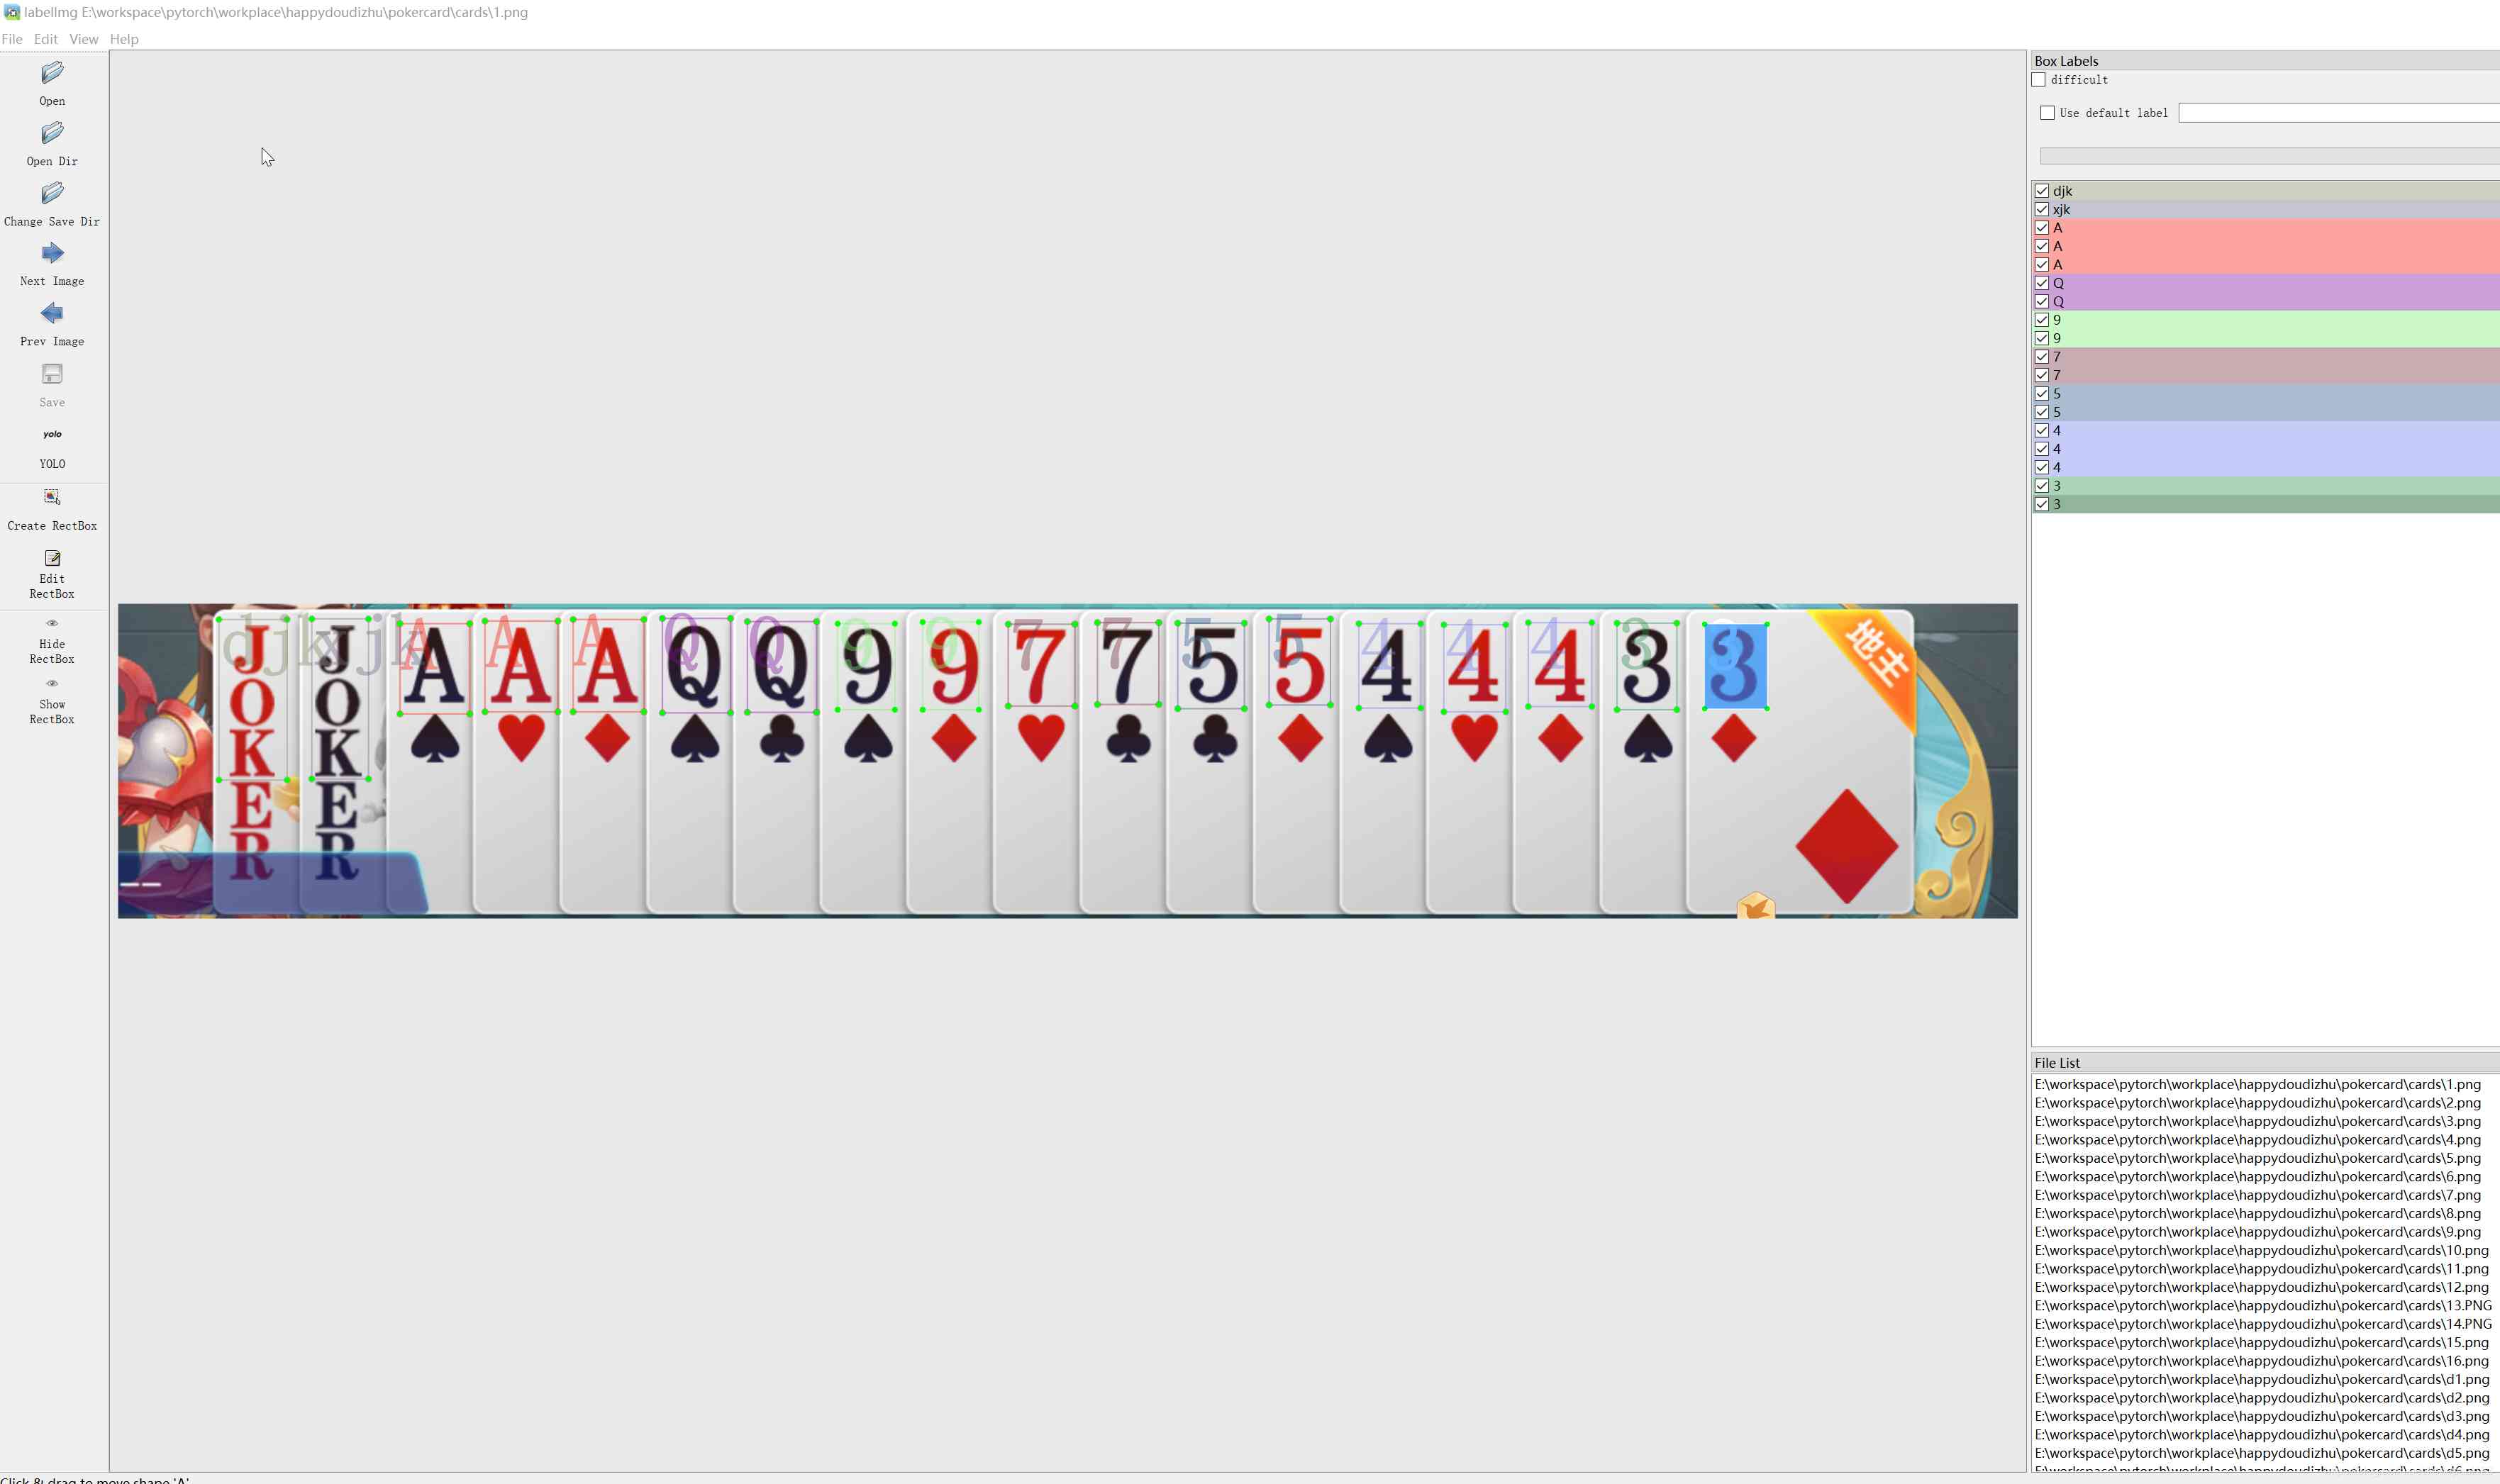 labelImg E:\workspace\pytorch\workplace\happydoudizhu\pokercard\cards\1.png
File Edit View Help
Open
Open Dir
Change Save Dir
Next Image
Prev Image
Save
yolo
YOLO
Create RectBox
Edit
RectBox
Hide
RectBox
Show
RectBox
djk xjk A A A Q Q 9 9 7 7 5 5 4 4 4 3 3
JOKER JOKER A A A Q Q 9 9 7 7 5 5 4 4 4 3 3
地主
Box Labels
difficult
Use default label
djk
xjk
A
A
A
Q
Q
9
9
7
7
5
5
4
4
4
3
3
File List
E:\workspace\pytorch\workplace\happydoudizhu\pokercard\cards\1.png
E:\workspace\pytorch\workplace\happydoudizhu\pokercard\cards\2.png
E:\workspace\pytorch\workplace\happydoudizhu\pokercard\cards\3.png
E:\workspace\pytorch\workplace\happydoudizhu\pokercard\cards\4.png
E:\workspace\pytorch\workplace\happydoudizhu\pokercard\cards\5.png
E:\workspace\pytorch\workplace\happydoudizhu\pokercard\cards\6.png
E:\workspace\pytorch\workplace\happydoudizhu\pokercard\cards\7.png
E:\workspace\pytorch\workplace\happydoudizhu\pokercard\cards\8.png
E:\workspace\pytorch\workplace\happydoudizhu\pokercard\cards\9.png
E:\workspace\pytorch\workplace\happydoudizhu\pokercard\cards\10.png
E:\workspace\pytorch\workplace\happydoudizhu\pokercard\cards\11.png
E:\workspace\pytorch\workplace\happydoudizhu\pokercard\cards\12.png
E:\workspace\pytorch\workplace\happydoudizhu\pokercard\cards\13.PNG
E:\workspace\pytorch\workplace\happydoudizhu\pokercard\cards\14.PNG
E:\workspace\pytorch\workplace\happydoudizhu\pokercard\cards\15.png
E:\workspace\pytorch\workplace\happydoudizhu\pokercard\cards\16.png
E:\workspace\pytorch\workplace\happydoudizhu\pokercard\cards\d1.png
E:\workspace\pytorch\workplace\happydoudizhu\pokercard\cards\d2.png
E:\workspace\pytorch\workplace\happydoudizhu\pokercard\cards\d3.png
E:\workspace\pytorch\workplace\happydoudizhu\pokercard\cards\d4.png
E:\workspace\pytorch\workplace\happydoudizhu\pokercard\cards\d5.png
E:\workspace\pytorch\workplace\happydoudizhu\pokercard\cards\d6.png
Click & drag to move shape 'A'